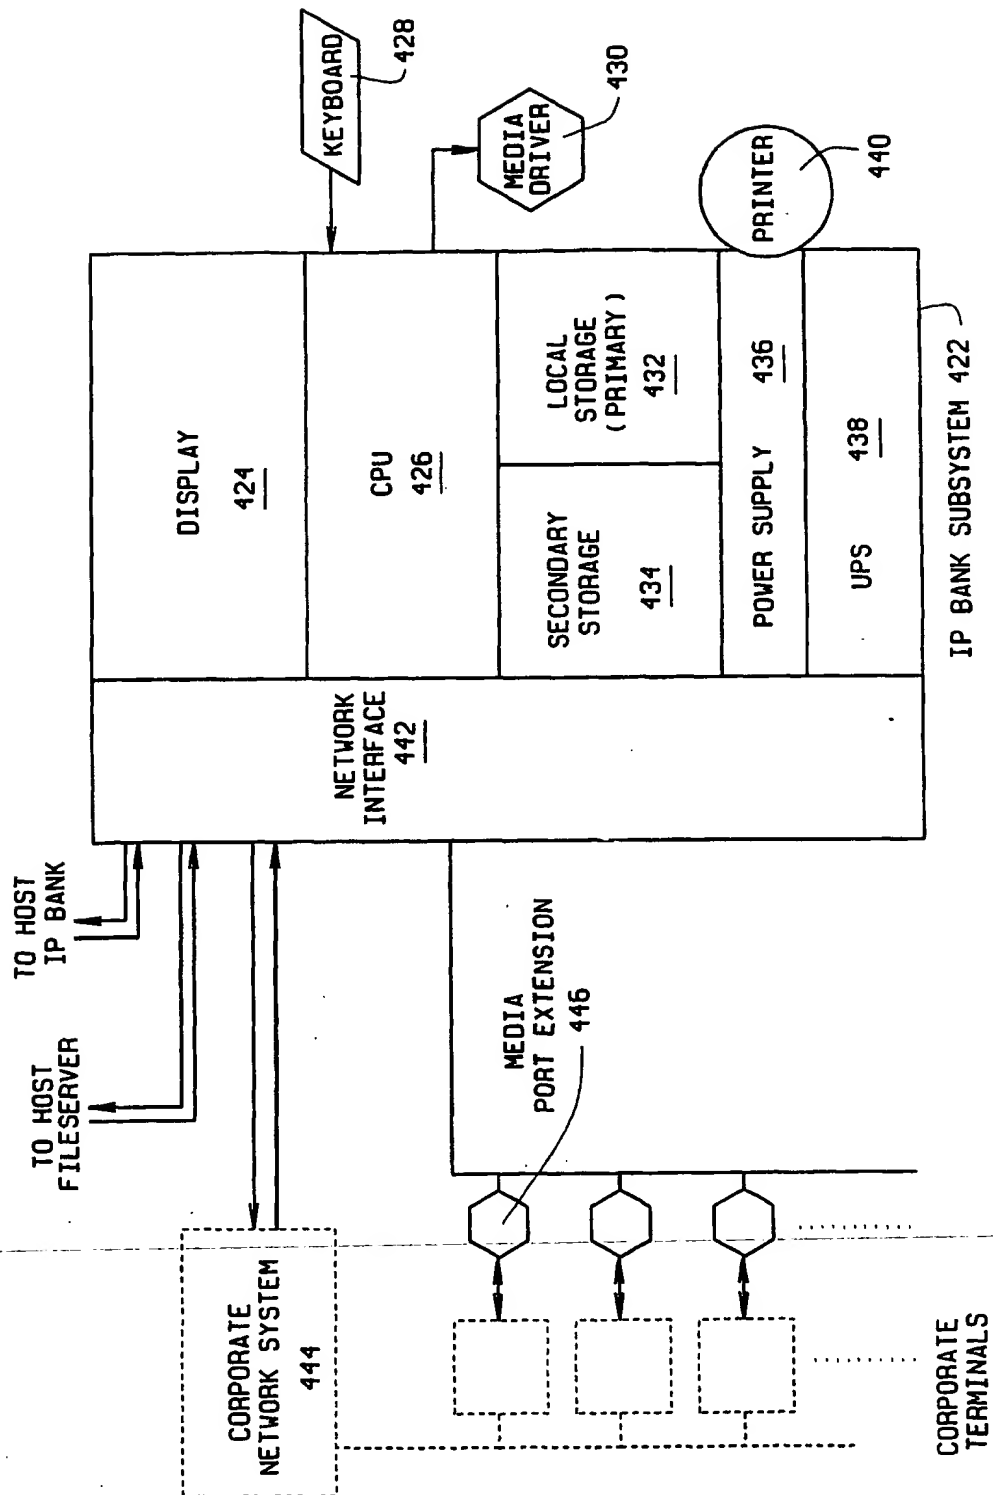 TO HOST
FILESERVER
TO HOST
IP BANK
CORPORATE
NETWORK SYSTEM
444
NETWORK
INTERFACE
442
DISPLAY
424
CPU
426
KEYBOARD
428
MEDIA
DRIVER
430
SECONDARY
STORAGE
434
LOCAL
STORAGE
(PRIMARY)
432
POWER SUPPLY 436
UPS 438
PRINTER
440
MEDIA
PORT EXTENSION
446
CORPORATE
TERMINALS
IP BANK SUBSYSTEM 422